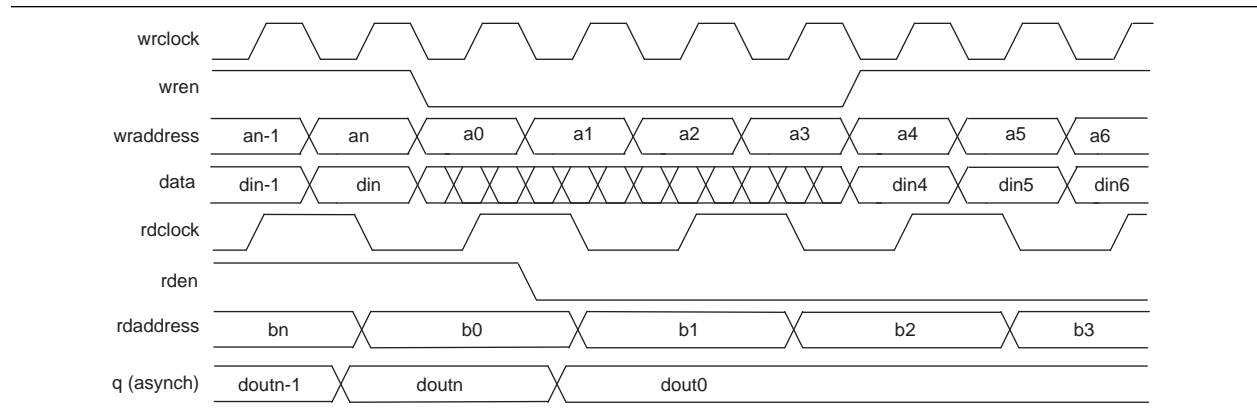 wrclock
wren
wraddress an-1 an a0 a1 a2 a3 a4 a5 a6
data din-1 din din4 din5 din6
rdclock
rden
rdaddress bn b0 b1 b2 b3
q (asynch) doutn-1 doutn dout0